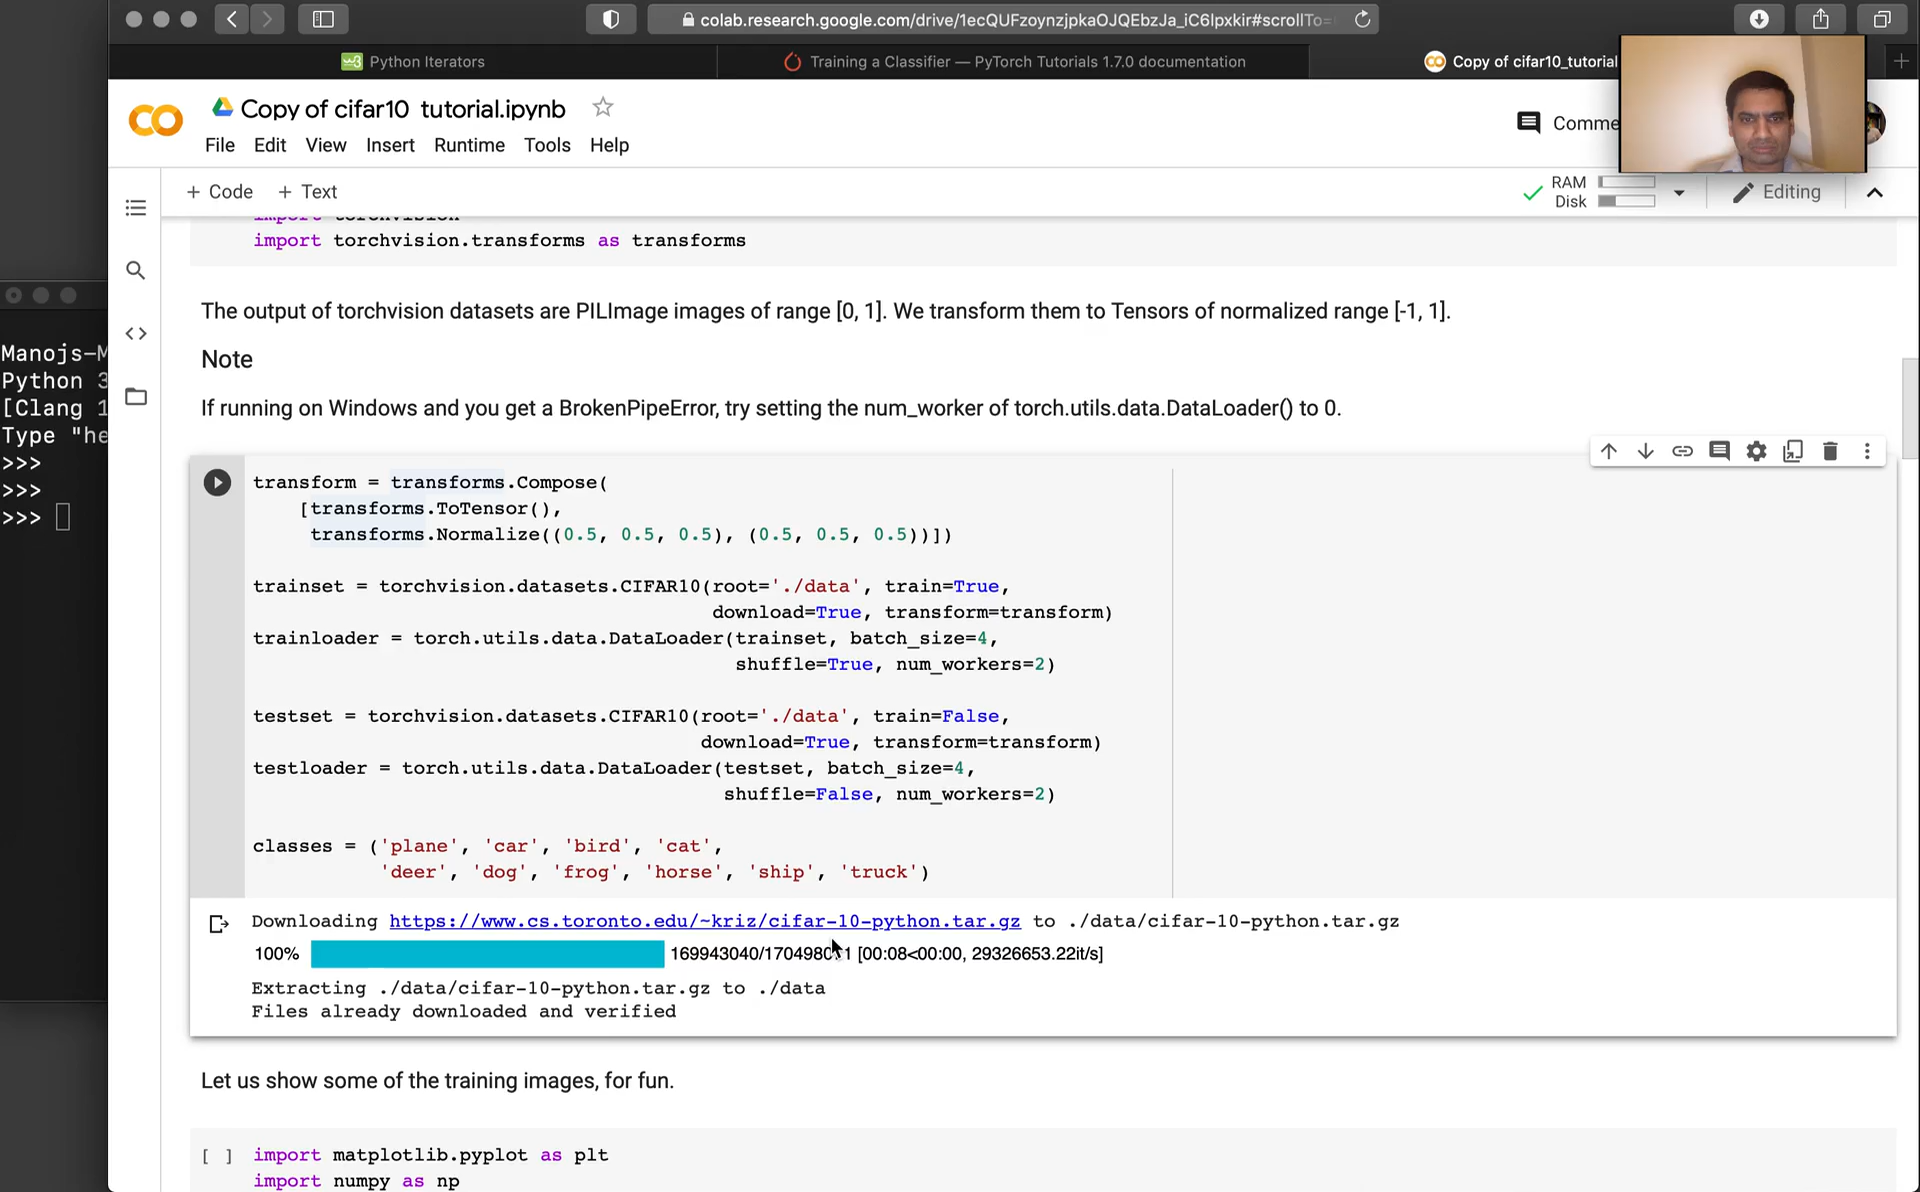 colab.research.google.com/drive/1ecQUFzoynzjpkaOJQEbzJa_iC6lpxkir#scrollTo=
Python Iterators
Training a Classifier — PyTorch Tutorials 1.7.0 documentation
Copy of cifar10_tutorial
Copy of cifar10 tutorial.ipynb
Comme
File Edit View Insert Runtime Tools Help
+ Code + Text
RAM
Disk
Editing
import torchvision
import torchvision.transforms as transforms
The output of torchvision datasets are PILImage images of range [0, 1]. We transform them to Tensors of normalized range [-1, 1].
Note
If running on Windows and you get a BrokenPipeError, try setting the num_worker of torch.utils.data.DataLoader() to 0.
Manojs-M
Python 3
[Clang 1
Type "he
>>>
>>>
>>>
transform = transforms.Compose(
[transforms.ToTensor(),
transforms.Normalize((0.5, 0.5, 0.5), (0.5, 0.5, 0.5))])
trainset = torchvision.datasets.CIFAR10(root='./data', train=True,
download=True, transform=transform)
trainloader = torch.utils.data.DataLoader(trainset, batch_size=4,
shuffle=True, num_workers=2)
testset = torchvision.datasets.CIFAR10(root='./data', train=False,
download=True, transform=transform)
testloader = torch.utils.data.DataLoader(testset, batch_size=4,
shuffle=False, num_workers=2)
classes = ('plane', 'car', 'bird', 'cat',
'deer', 'dog', 'frog', 'horse', 'ship', 'truck')
Downloading https://www.cs.toronto.edu/~kriz/cifar-10-python.tar.gz to ./data/cifar-10-python.tar.gz
100% 169943040/170498071 [00:08<00:00, 29326653.22it/s]
Extracting ./data/cifar-10-python.tar.gz to ./data
Files already downloaded and verified
Let us show some of the training images, for fun.
[ ] import matplotlib.pyplot as plt
import numpy as np